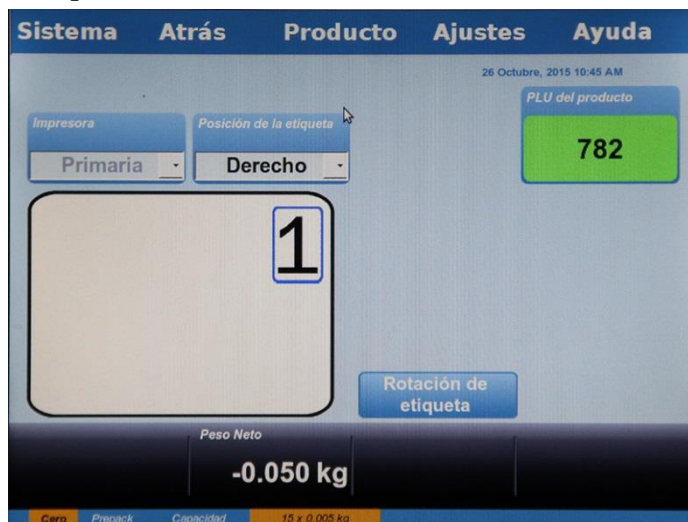 Sistema Atrás Producto Ajustes Ayuda
26 Octubre, 2015 10:45 AM
PLU del producto
782
Impresora
Primaria
Posición de la etiqueta
Derecho
1
Rotación de
etiqueta
Peso Neto
-0.050 kg
Cero Prepack Capacidad 15 x 0.005 kg